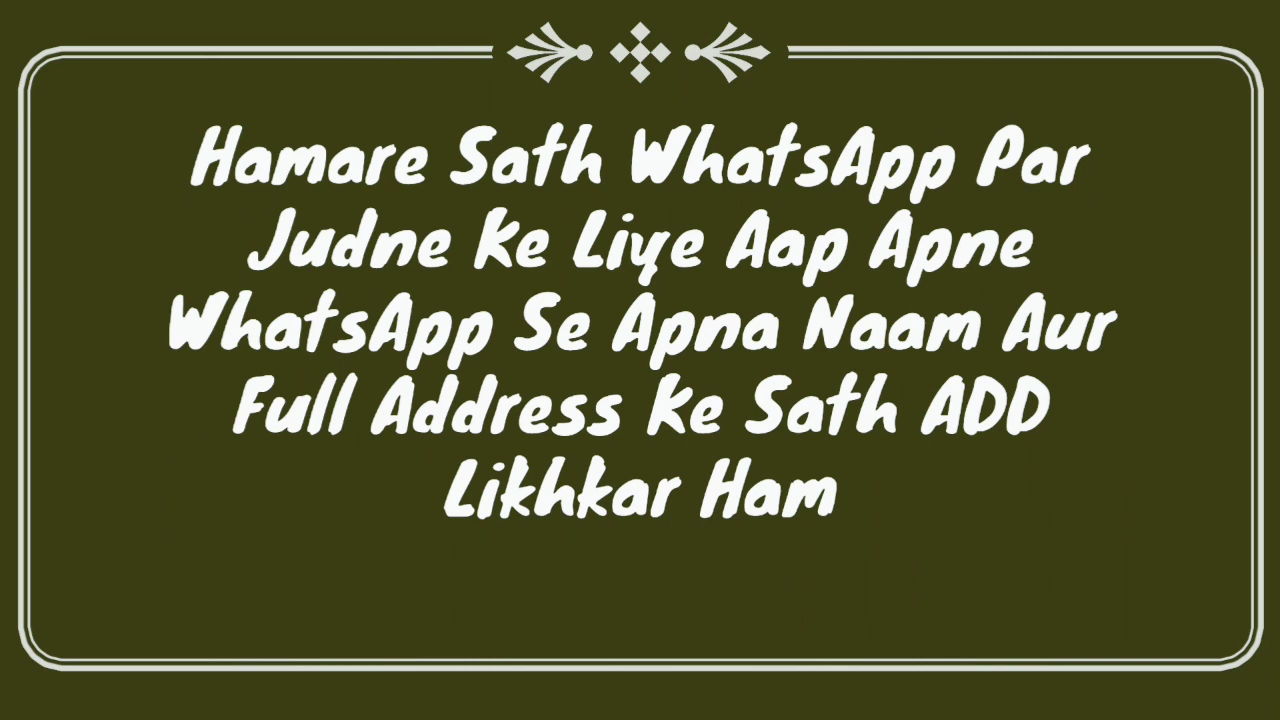 Hamare Sath WhatsApp Par
Judne Ke Liye Aap Apne
WhatsApp Se Apna Naam Aur
Full Address Ke Sath ADD
Likhkar Ham